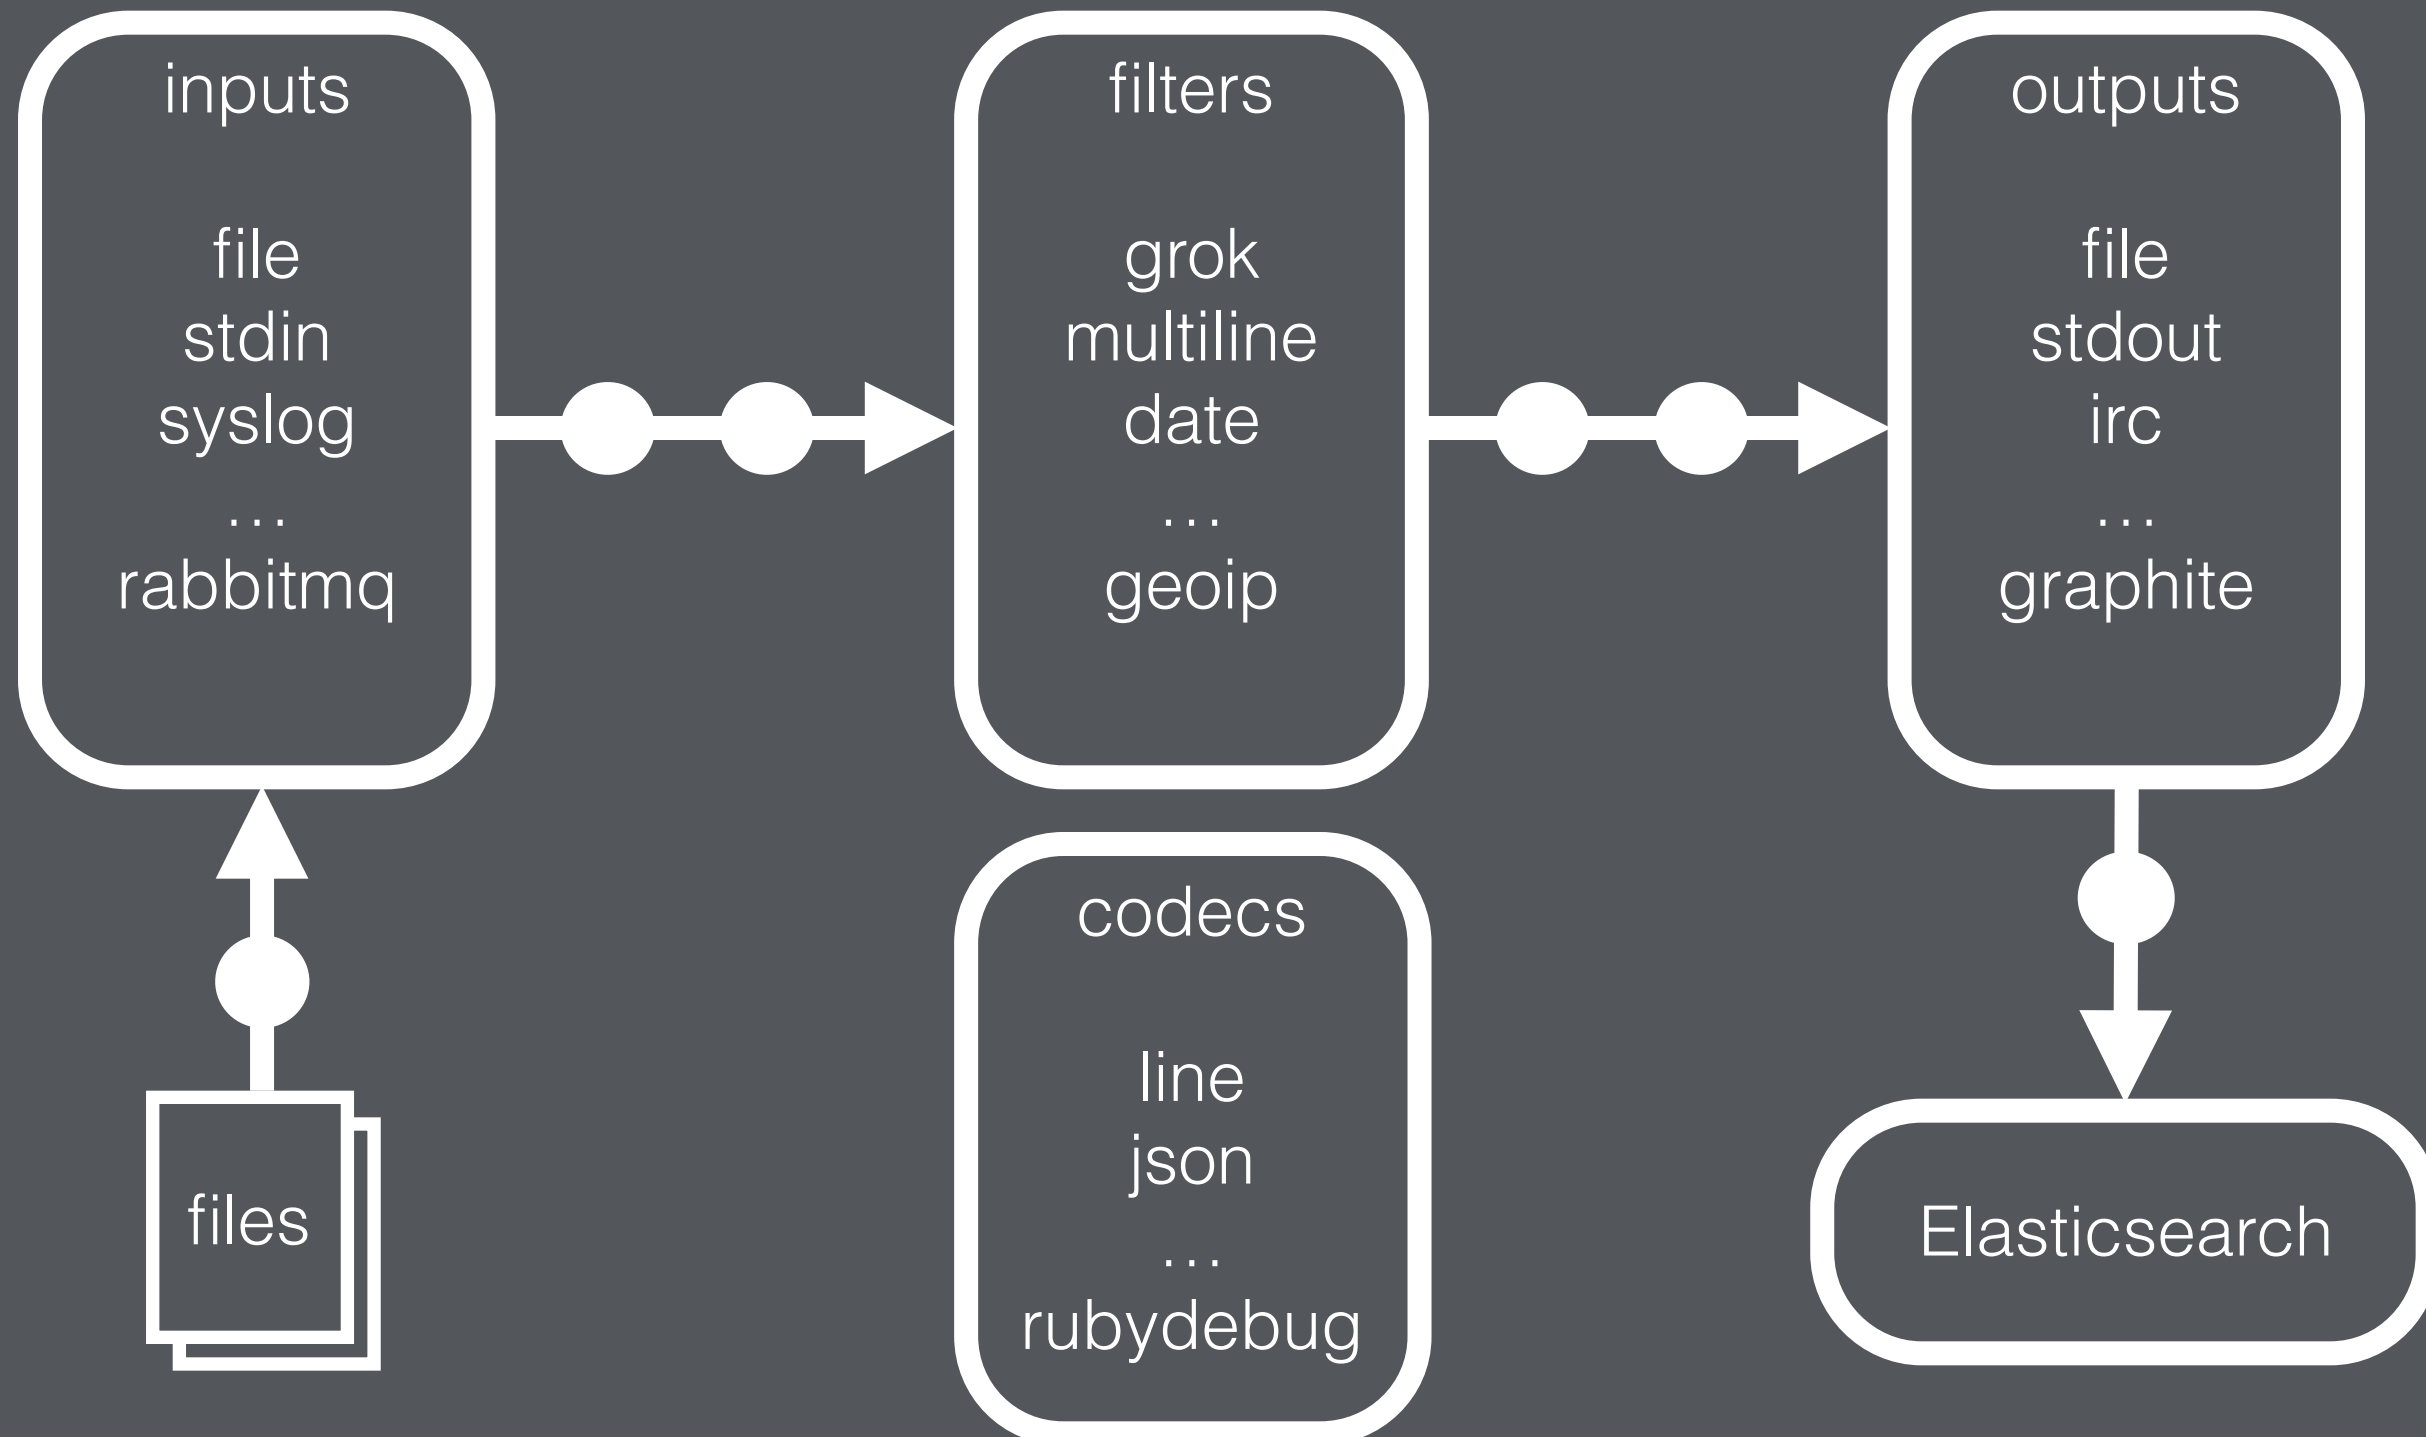 inputs
file
stdin
syslog
…
rabbitmq
filters
grok
multiline
date
…
geoip
outputs
file
stdout
irc
…
graphite
files
codecs
line
json
…
rubydebug
Elasticsearch